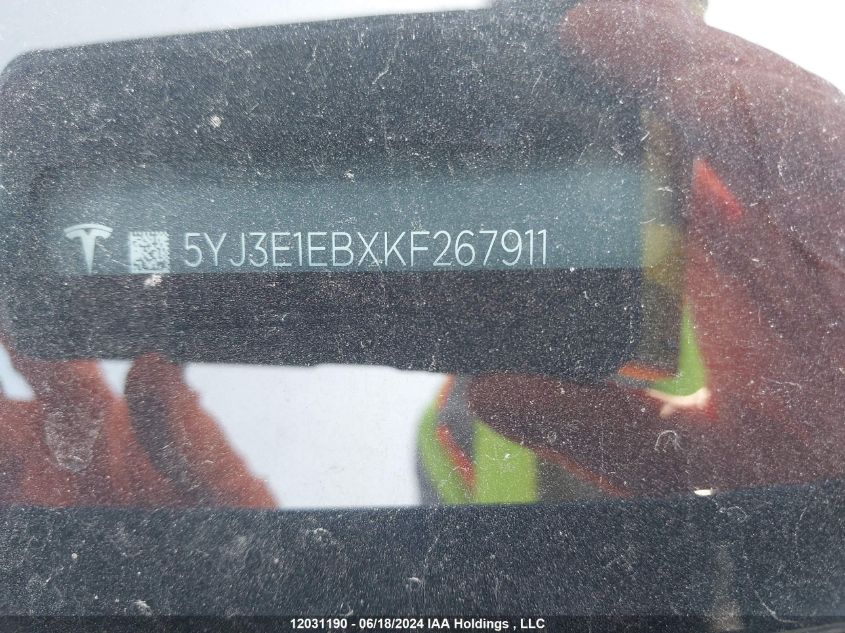 5YJ3E1EBXKF267911
12031190 - 06/18/2024 IAA Holdings , LLC